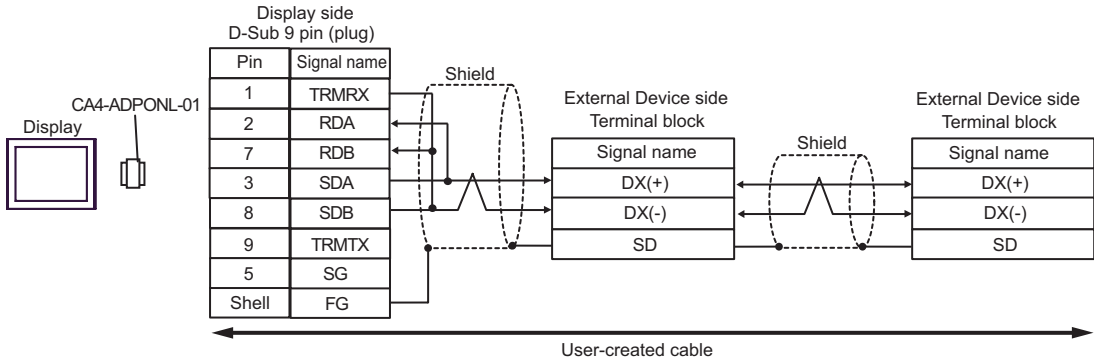 Display side
D-Sub 9 pin (plug)
Pin Signal name
1 TRMRX
2 RDA
7 RDB
3 SDA
8 SDB
9 TRMTX
5 SG
Shell FG
CA4-ADPONL-01
Display
Shield
External Device side
Terminal block
Signal name
DX(+)
DX(-)
SD
Shield
External Device side
Terminal block
Signal name
DX(+)
DX(-)
SD
User-created cable